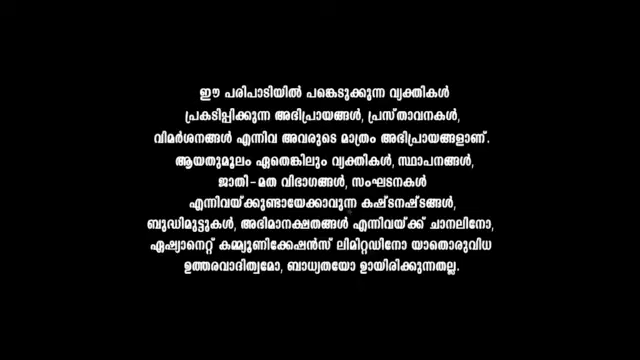 ഈ പരിപാടിയിൽ പങ്കെടുക്കുന്ന വ്യക്തികൾ
പ്രകടിപ്പിക്കുന്ന അഭിപ്രായങ്ങൾ, പ്രസ്താവനകൾ,
വിമർശനങ്ങൾ എന്നിവ അവരുടെ മാത്രം അഭിപ്രായങ്ങളാണ്.
ആയതുമൂലം ഏതെങ്കിലും വ്യക്തികൾ, സ്ഥാപനങ്ങൾ,
ജാതി-മത വിഭാഗങ്ങൾ, സംഘടനകൾ
എന്നിവയ്ക്കുണ്ടായേക്കാവുന്ന കഷ്ടനഷ്ടങ്ങൾ,
ബുദ്ധിമുട്ടുകൾ, അഭിമാനക്ഷതങ്ങൾ എന്നിവയ്ക്ക് ചാനലിനോ,
ഏഷ്യാനെറ്റ് കമ്മ്യൂണിക്കേഷൻസ് ലിമിറ്റഡിനോ യാതൊരുവിധ
ഉത്തരവാദിത്വമോ, ബാധ്യതയോ ഉായിരിക്കുന്നതല്ല.